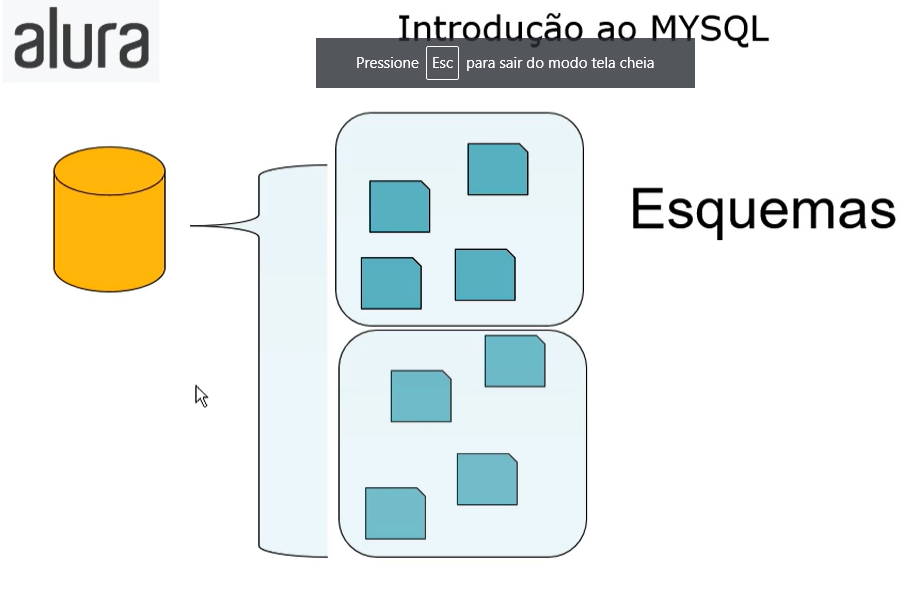 alura
Introdução ao MYSQL
Pressione Esc para sair do modo tela cheia
Esquemas